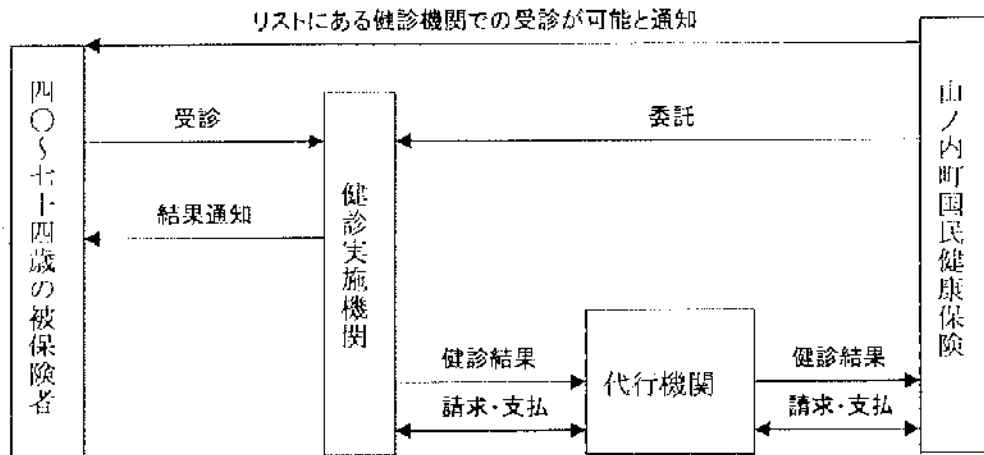 リストにある健診機関での受診が可能と通知
四〇～七十四歳の被保険者
受診
結果通知
健診実施機関
委託
山ノ内町国民健康保険
健診結果
請求・支払
代行機関
健診結果
請求・支払